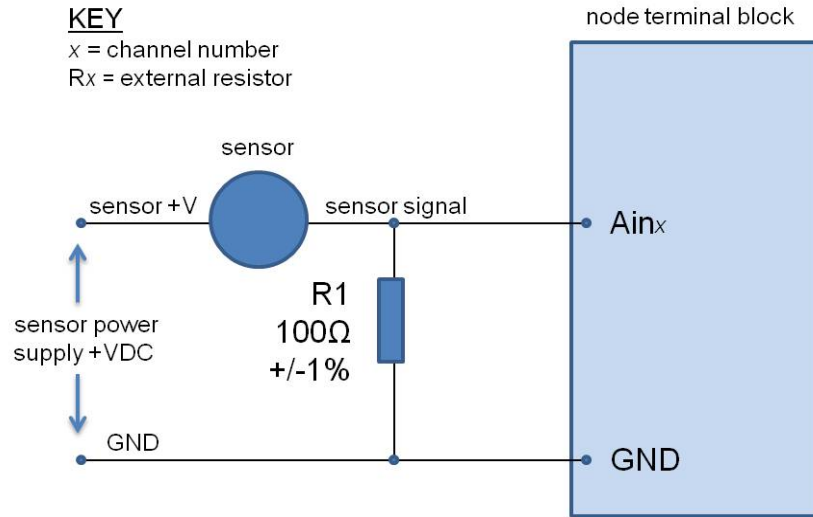 KEY
x = channel number
Rx = external resistor
node terminal block
sensor
sensor +V
sensor signal
Ainx
R1
100Ω
+/-1%
sensor power
supply +VDC
GND
GND